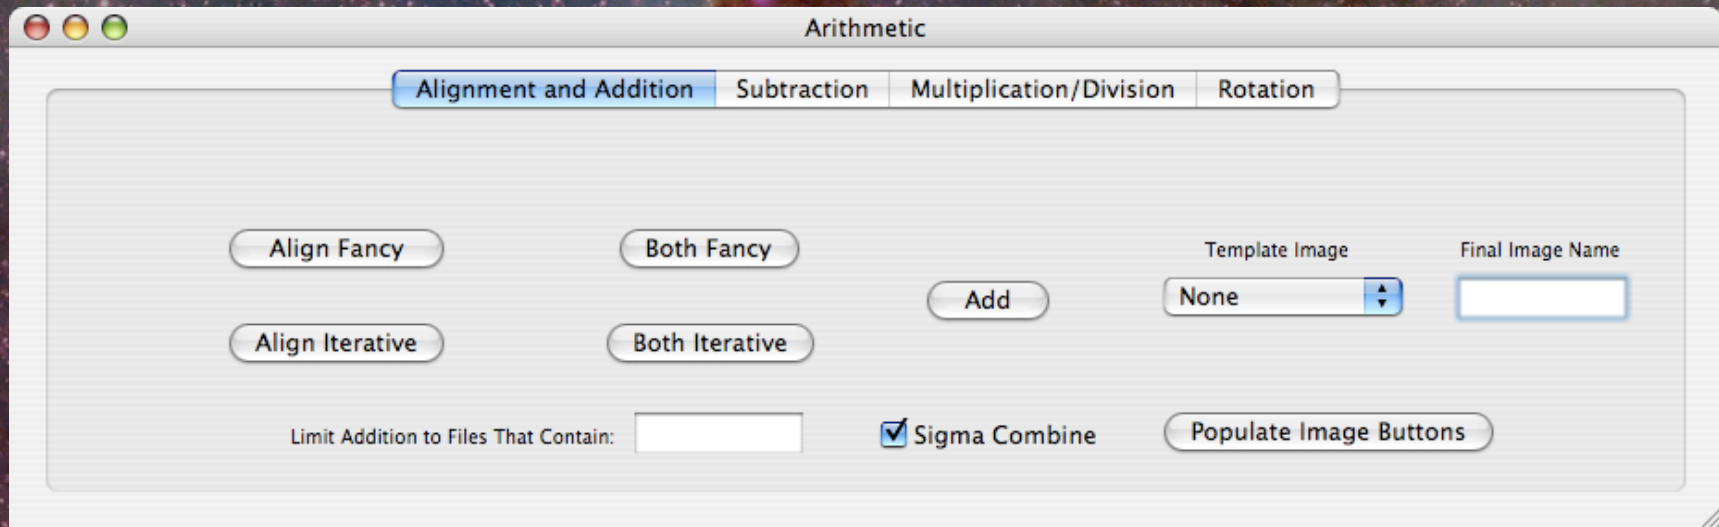 Arithmetic
Alignment and Addition Subtraction Multiplication/Division Rotation
Align Fancy Both Fancy Template Image Final Image Name
Add None
Align Iterative Both Iterative
Limit Addition to Files That Contain: Sigma Combine Populate Image Buttons